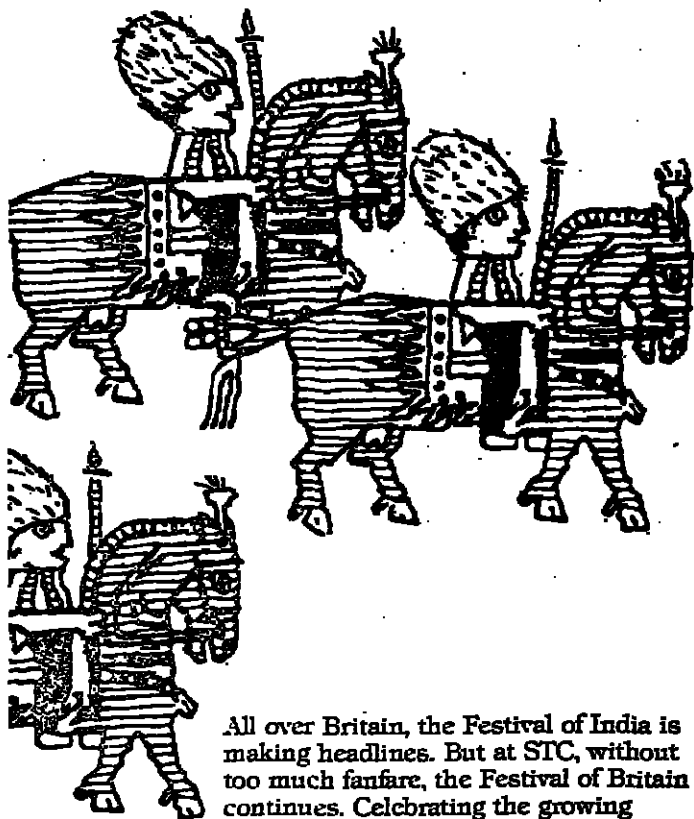 All over Britain, the Festival of India is
making headlines. But at STC, without
too much fanfare, the Festival of Britain
continues. Celebrating the growing